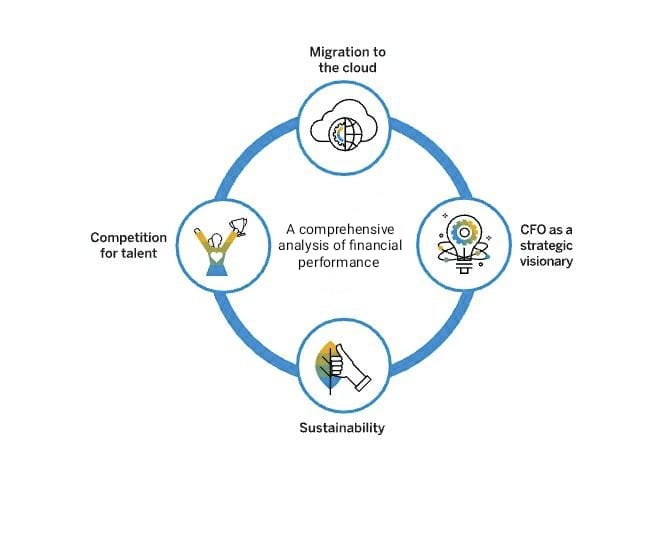 Migration to
the cloud
Competition
for talent
A comprehensive
analysis of financial
performance
CFO as a
strategic
visionary
Sustainability